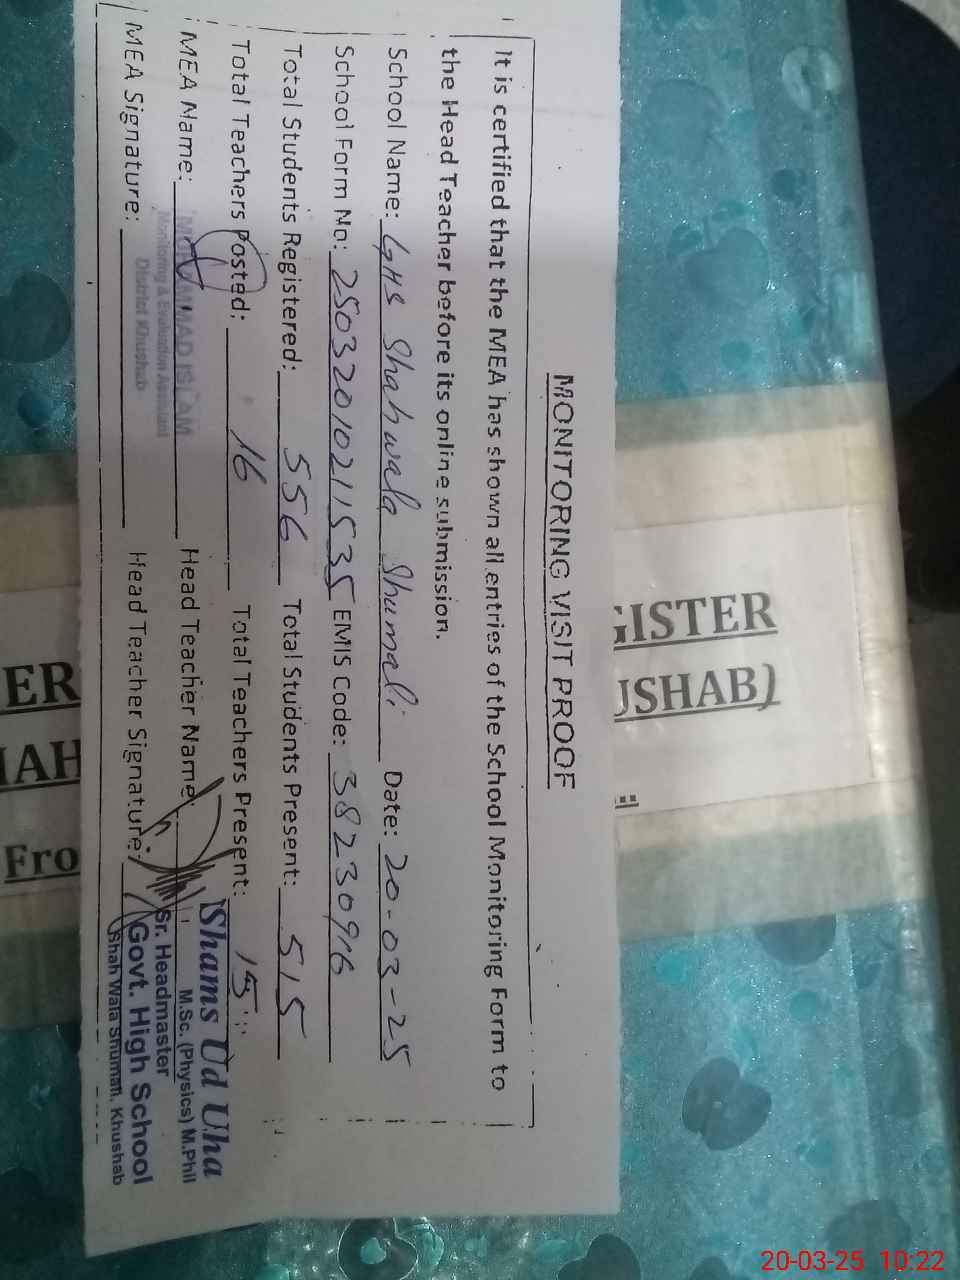 MONITORING VISIT PROOF
It is certified that the MEA has shown all entries of the School Monitoring Form to
the Head Teacher before its online submission.
School Name: GHS Shahwala Shumali Date: 20-03-25
School Form No: 25032010211535 EMIS Code: 38230916
Total Students Registered: 556 Total Students Present: 515
Total Teachers Posted: 16 Total Teachers Present: 15
MEA Name: MUHAMMAD ISLAM Head Teacher Name:
Monitoring & Evaluation Assistant
District Khushab
MEA Signature: Head Teacher Signature:
Shams Ud Uha
M.Sc. (Physics) M.Phil
Sr. Headmaster
Govt. High School
Shah Wala Shumali, Khushab
GISTER
USHAB)
ER
AH
Fro
20-03-25 10:22